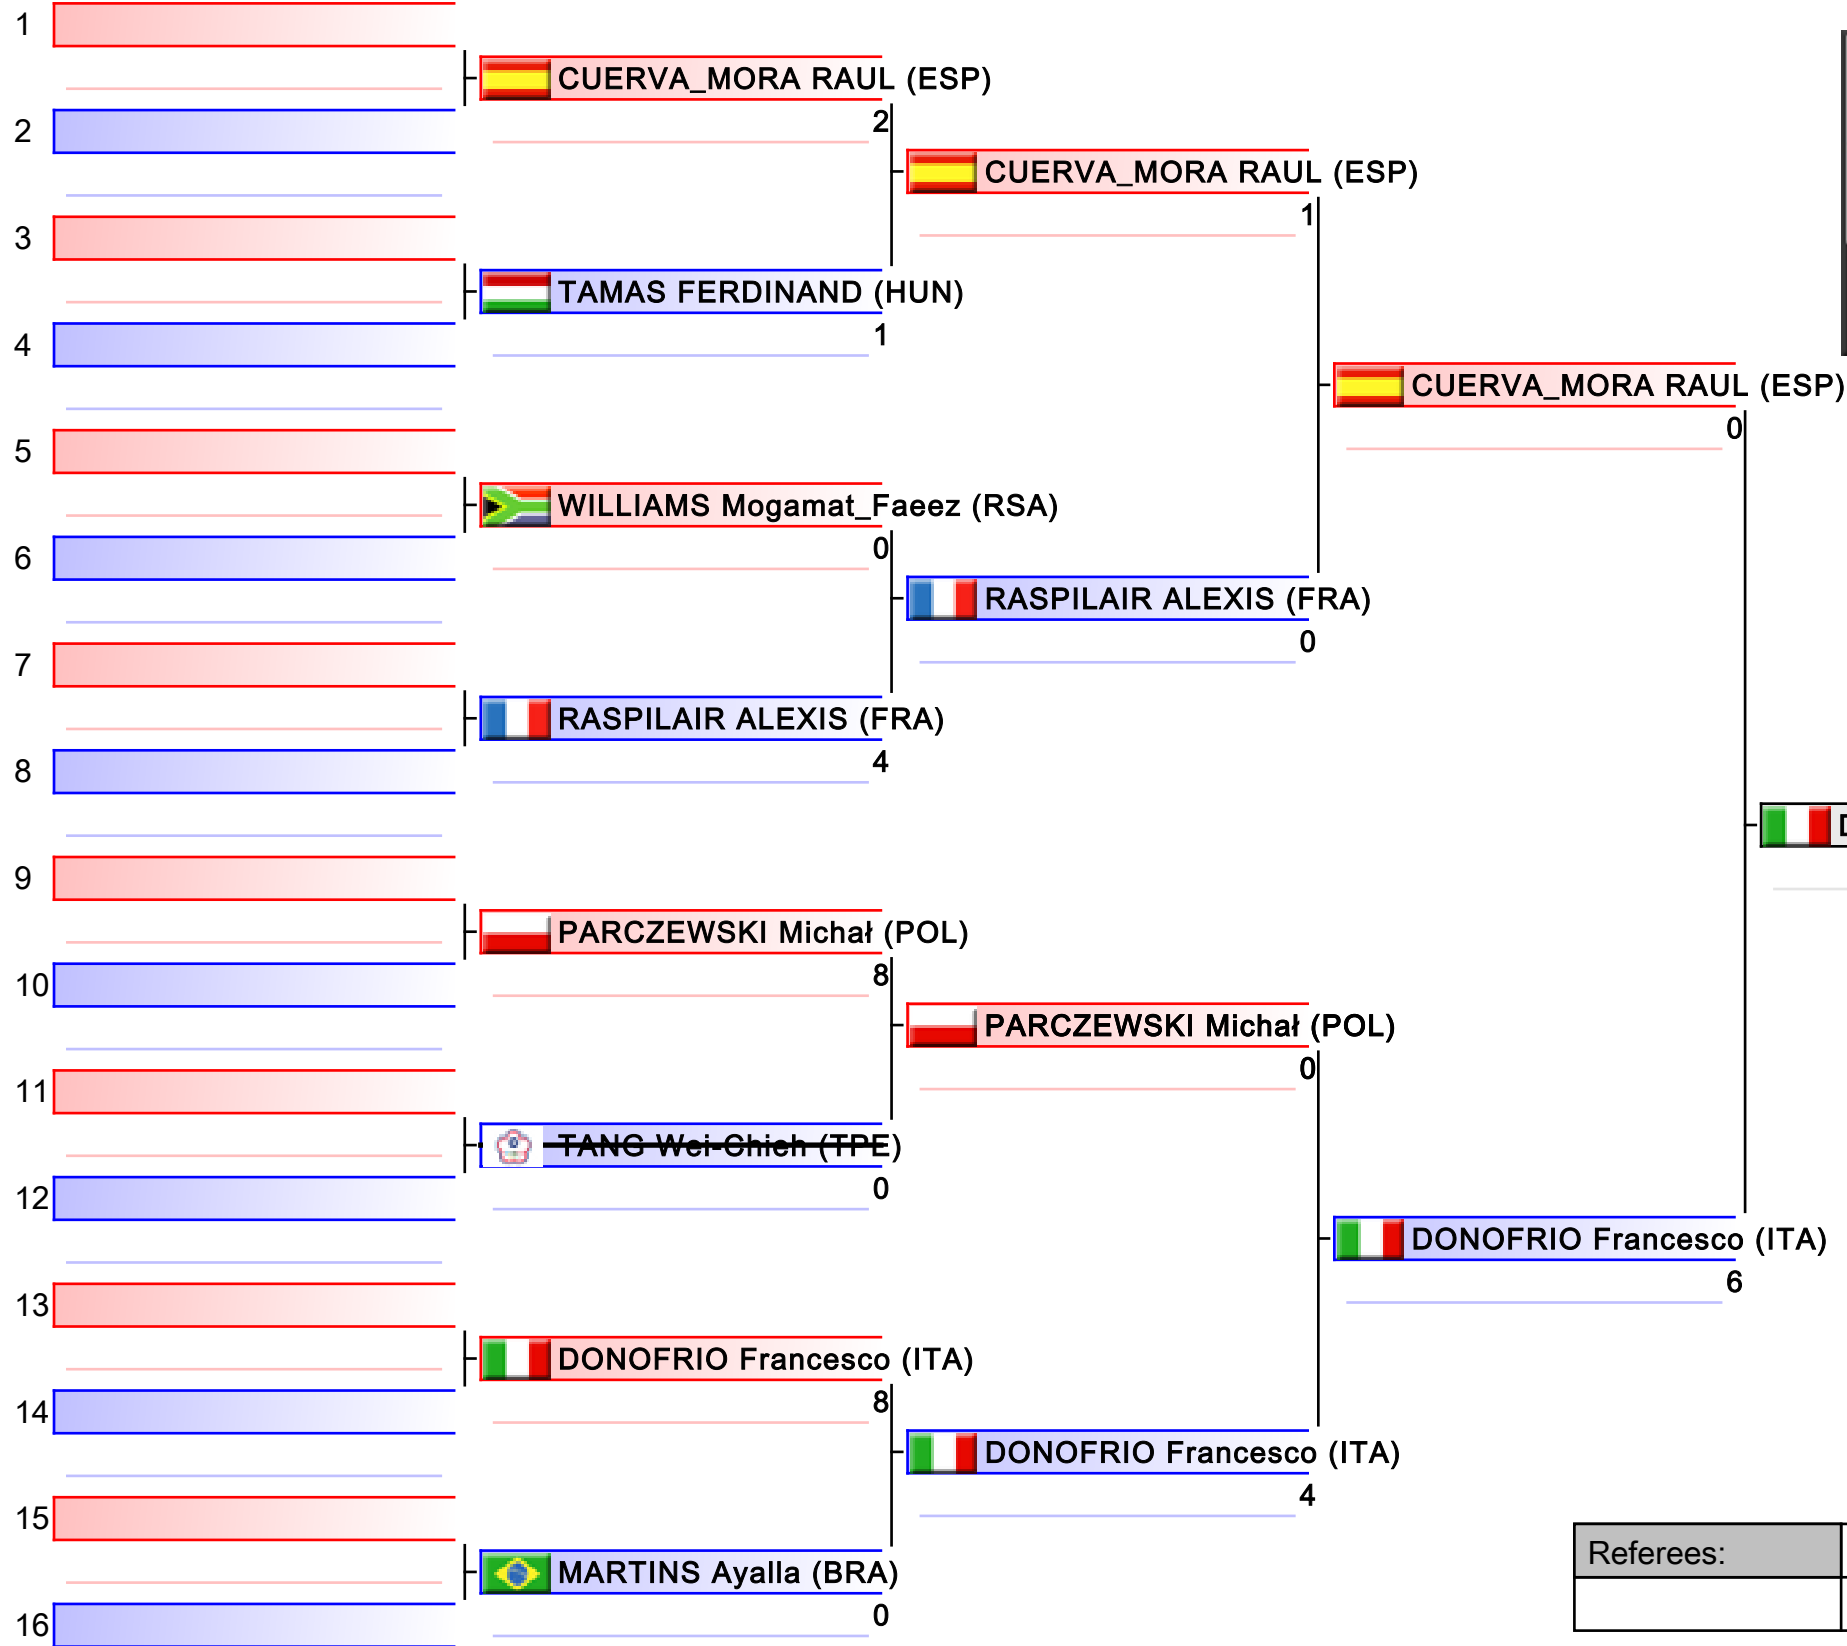 1
CUERVA_MORA RAUL (ESP)
2
2
CUERVA_MORA RAUL (ESP)
1
3
TAMAS FERDINAND (HUN)
1
4
CUERVA_MORA RAUL (ESP)
0
5
WILLIAMS Mogamat_Faeez (RSA)
0
6
RASPILAIR ALEXIS (FRA)
0
7
RASPILAIR ALEXIS (FRA)
4
8
9
PARCZEWSKI Michał (POL)
8
10
PARCZEWSKI Michał (POL)
0
11
TANG Wei-Chieh (TPE)
0
12
DONOFRIO Francesco (ITA)
6
13
DONOFRIO Francesco (ITA)
8
14
DONOFRIO Francesco (ITA)
4
15
MARTINS Ayalla (BRA)
0
16
Referees: